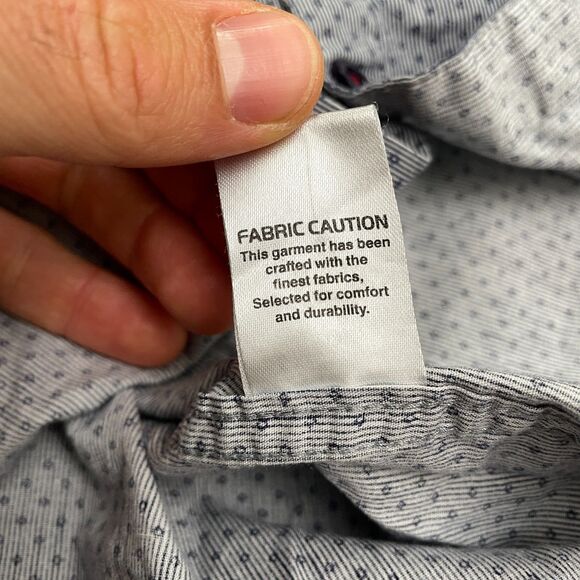 FABRIC CAUTION
This garment has been
crafted with the
finest fabrics,
Selected for comfort
and durability.